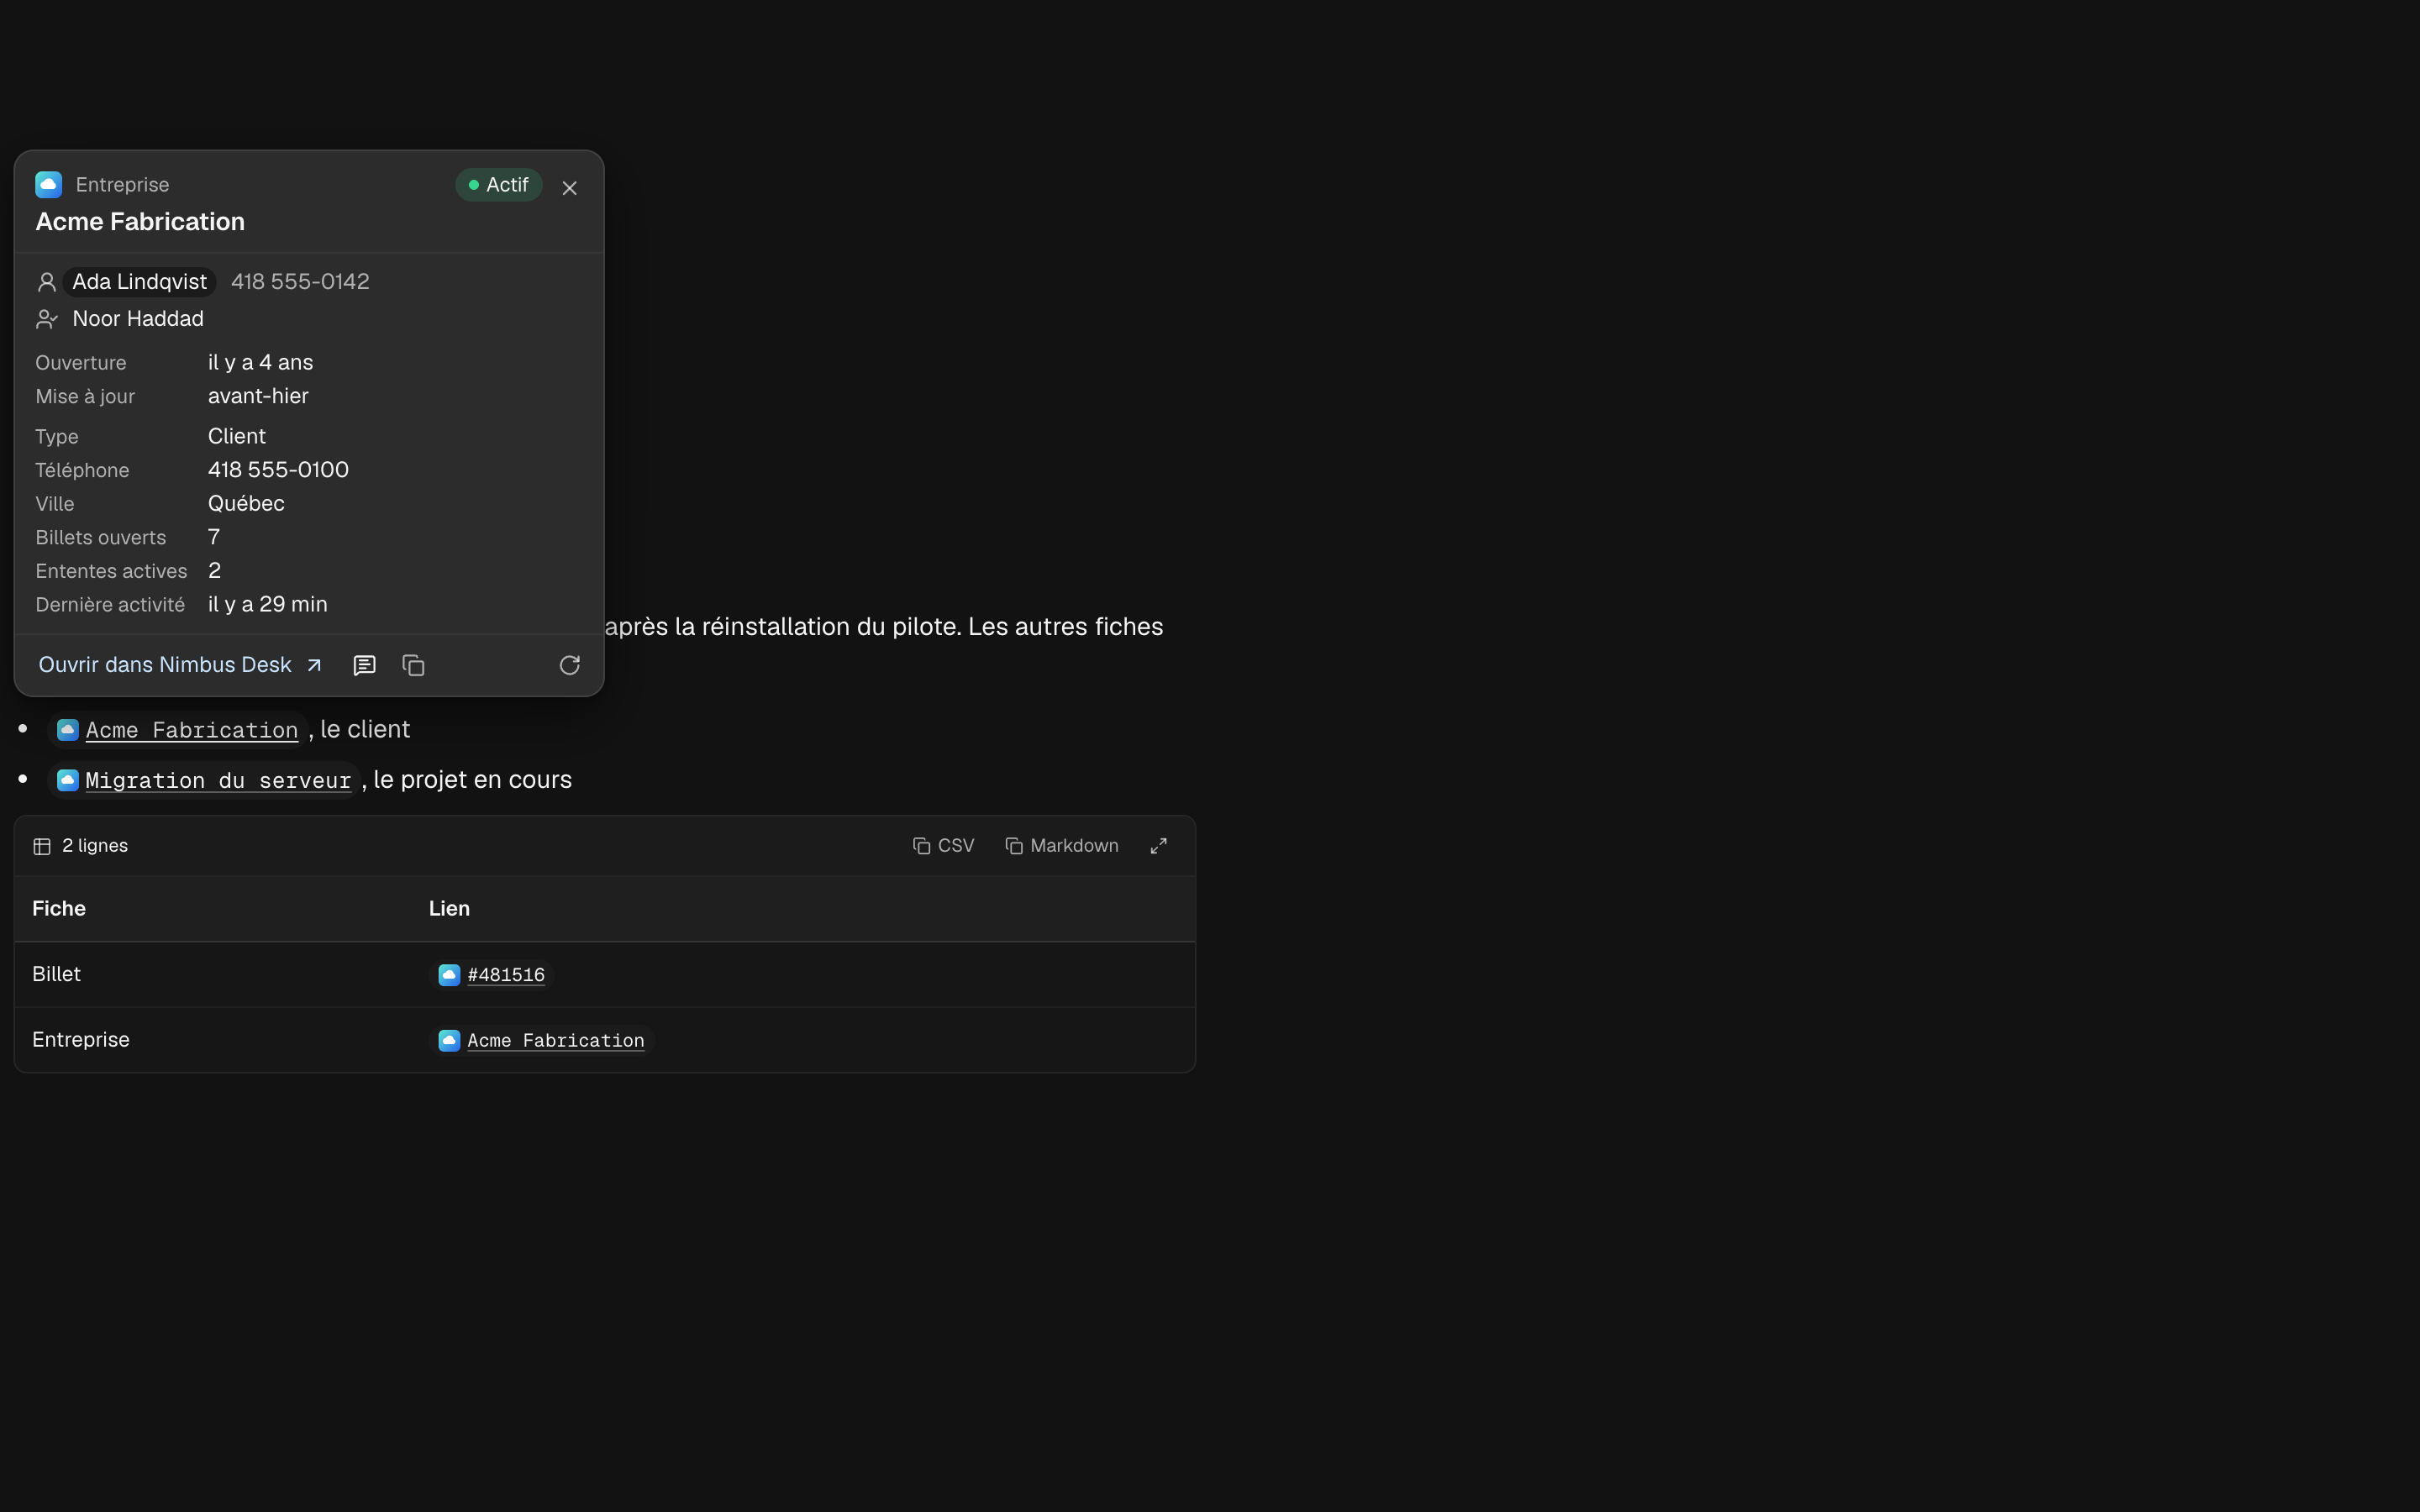 Entreprise
Actif
Acme Fabrication
Ada Lindqvist 418 555-0142
Noor Haddad
Ouverture il y a 4 ans
Mise à jour avant-hier
Type Client
Téléphone 418 555-0100
Ville Québec
Billets ouverts 7
Ententes actives 2
Dernière activité il y a 29 min
après la réinstallation du pilote. Les autres fiches
Ouvrir dans Nimbus Desk
• Acme Fabrication, le client
• Migration du serveur, le projet en cours
2 lignes CSV Markdown
Fiche Lien
Billet #481516
Entreprise Acme Fabrication